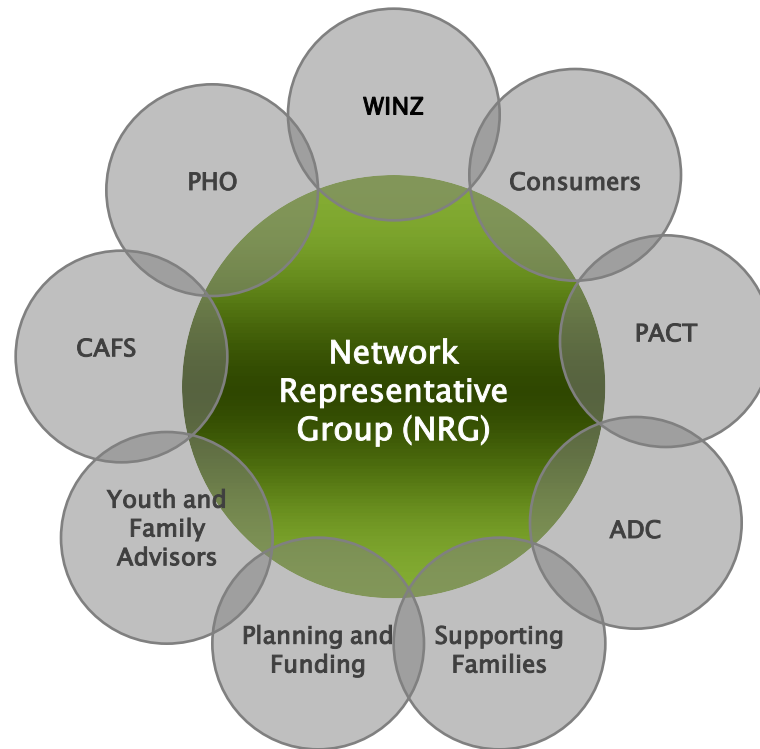 WINZ
Consumers
PACT
ADC
Supporting
Families
Planning and
Funding
Youth and
Family
Advisors
CAFS
PHO
Network
Representative
Group (NRG)